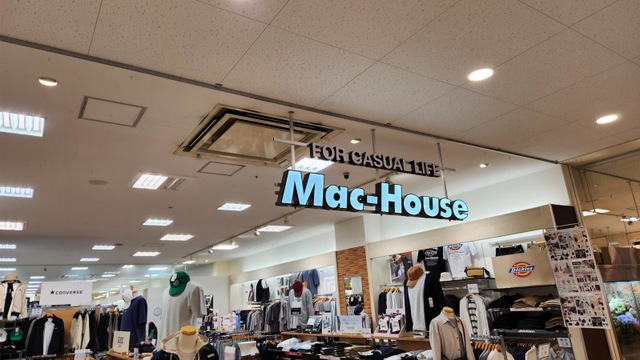 FOR CASUAL LIFE
Mac-House
Dickies
CONVERSE